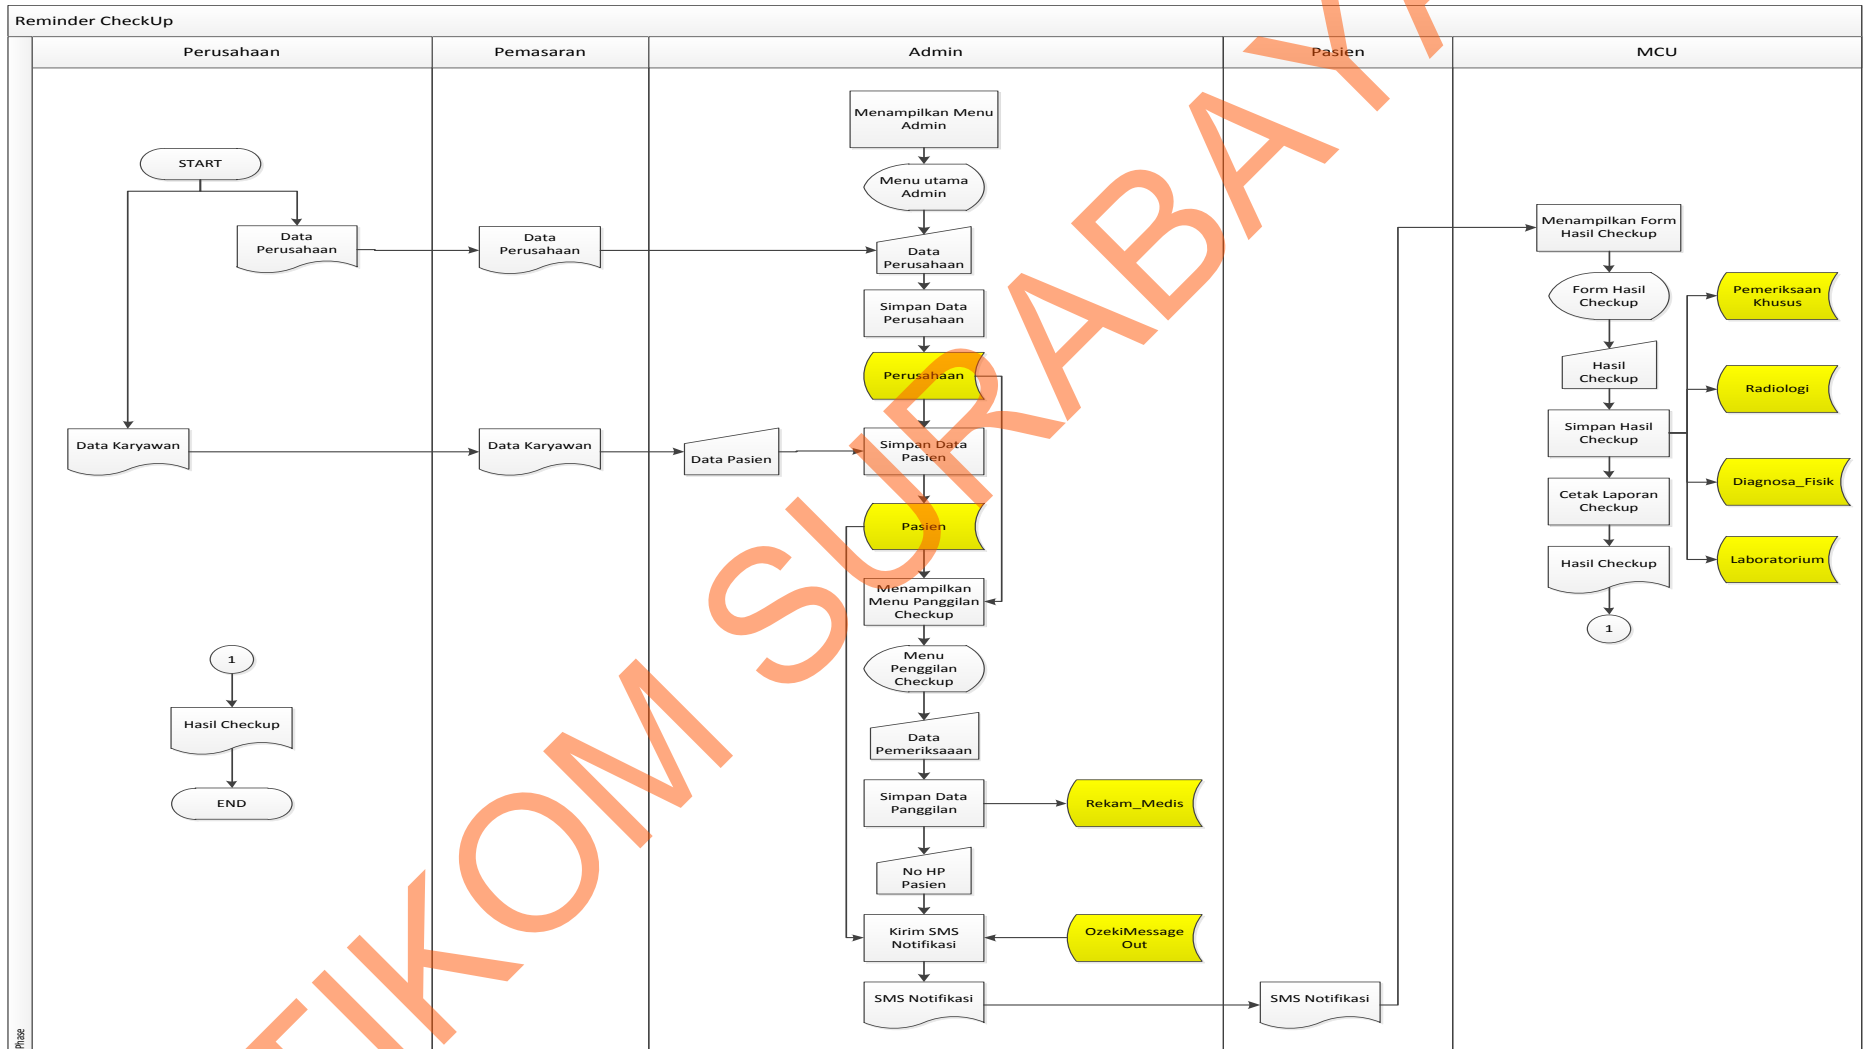 Reminder CheckUp
Perusahaan
Pemasaran
Admin
Pasien
MCU
Phase
START
Data
Perusahaan
Data Karyawan
1
Hasil Checkup
END
Data
Perusahaan
Data Karyawan
Menampilkan Menu
Admin
Menu utama
Admin
Data
Perusahaan
Simpan Data
Perusahaan
Perusahaan
Data Pasien
Simpan Data
Pasien
Pasien
Menampilkan
Menu Panggilan
Checkup
Menu
Penggilan
Checkup
Data
Pemeriksaaan
Simpan Data
Panggilan
Rekam_Medis
No HP
Pasien
Kirim SMS
Notifikasi
OzekiMessage
Out
SMS Notifikasi
SMS Notifikasi
Menampilkan Form
Hasil Checkup
Form Hasil
Checkup
Hasil
Checkup
Simpan Hasil
Checkup
Cetak Laporan
Checkup
Hasil Checkup
1
Pemeriksaan
Khusus
Radiologi
Diagnosa_Fisik
Laboratorium
TIKOM SURABAYA